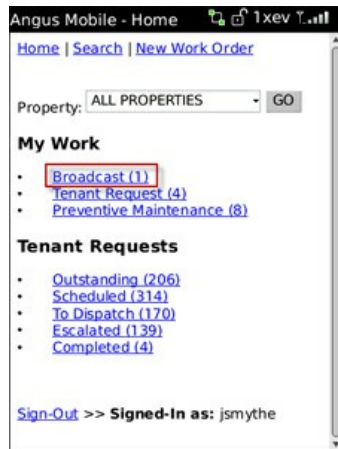 Angus Mobile - Home 1xev
Home | Search | New Work Order
Property: ALL PROPERTIES GO
My Work
• Broadcast (1)
• Tenant Request (4)
• Preventive Maintenance (8)
Tenant Requests
• Outstanding (206)
• Scheduled (314)
• To Dispatch (170)
• Escalated (139)
• Completed (4)
Sign-Out >> Signed-In as: jsmythe